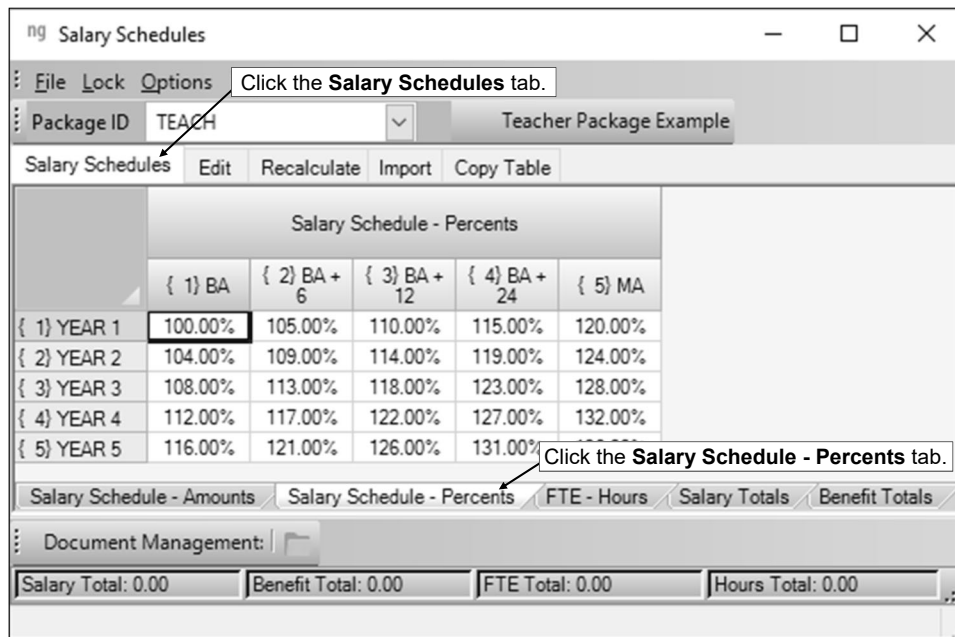 ng Salary Schedules
File Lock Options
Click the Salary Schedules tab.
Package ID TEACH Teacher Package Example
Salary Schedules Edit Recalculate Import Copy Table
Salary Schedule - Percents
{ 1} BA { 2} BA + 6 { 3} BA + 12 { 4} BA + 24 { 5} MA
{ 1} YEAR 1 100.00% 105.00% 110.00% 115.00% 120.00%
{ 2} YEAR 2 104.00% 109.00% 114.00% 119.00% 124.00%
{ 3} YEAR 3 108.00% 113.00% 118.00% 123.00% 128.00%
{ 4} YEAR 4 112.00% 117.00% 122.00% 127.00% 132.00%
{ 5} YEAR 5 116.00% 121.00% 126.00% 131.00%
Click the Salary Schedule - Percents tab.
Salary Schedule - Amounts Salary Schedule - Percents FTE - Hours Salary Totals Benefit Totals
Document Management:
Salary Total: 0.00 Benefit Total: 0.00 FTE Total: 0.00 Hours Total: 0.00